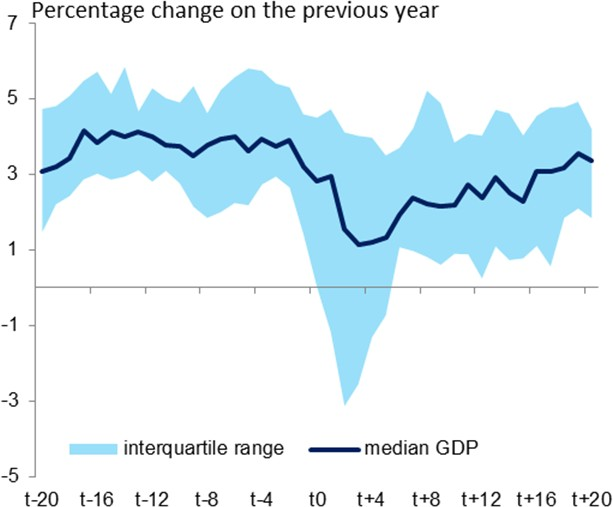 Percentage change on the previous year
7
5
3
1
-1
-3
-5
interquartile range
median GDP
t-20 t-16 t-12 t-8 t-4 t0 t+4 t+8 t+12 t+16 t+20